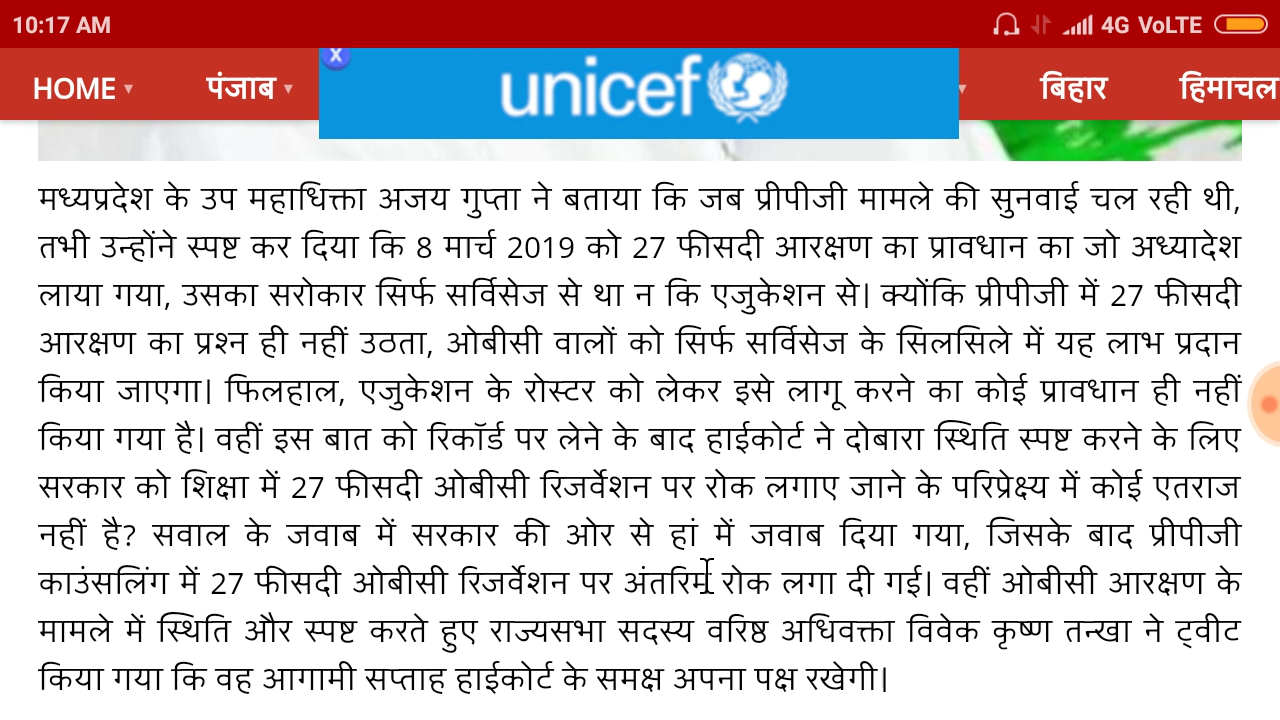 10:17 AM 4G VoLTE
HOME पंजाब x unicef बिहार हिमाचल
मध्यप्रदेश के उप महाधिक्ता अजय गुप्ता ने बताया कि जब प्रीपीजी मामले की सुनवाई चल रही थी,
तभी उन्होंने स्पष्ट कर दिया कि 8 मार्च 2019 को 27 फीसदी आरक्षण का प्रावधान का जो अध्यादेश
लाया गया, उसका सरोकार सिर्फ सर्विसेज से था न कि एजुकेशन से। क्योंकि प्रीपीजी में 27 फीसदी
आरक्षण का प्रश्न ही नहीं उठता, ओबीसी वालों को सिर्फ सर्विसेज के सिलसिले में यह लाभ प्रदान
किया जाएगा। फिलहाल, एजुकेशन के रोस्टर को लेकर इसे लागू करने का कोई प्रावधान ही नहीं
किया गया है। वहीं इस बात को रिकॉर्ड पर लेने के बाद हाईकोर्ट ने दोबारा स्थिति स्पष्ट करने के लिए
सरकार को शिक्षा में 27 फीसदी ओबीसी रिजर्वेशन पर रोक लगाए जाने के परिप्रेक्ष्य में कोई एतराज
नहीं है? सवाल के जवाब में सरकार की ओर से हां में जवाब दिया गया, जिसके बाद प्रीपीजी
काउंसलिंग में 27 फीसदी ओबीसी रिजर्वेशन पर अंतरिम रोक लगा दी गई। वहीं ओबीसी आरक्षण के
मामले में स्थिति और स्पष्ट करते हुए राज्यसभा सदस्य वरिष्ठ अधिवक्ता विवेक कृष्ण तन्खा ने ट्वीट
किया गया कि वह आगामी सप्ताह हाईकोर्ट के समक्ष अपना पक्ष रखेगी।